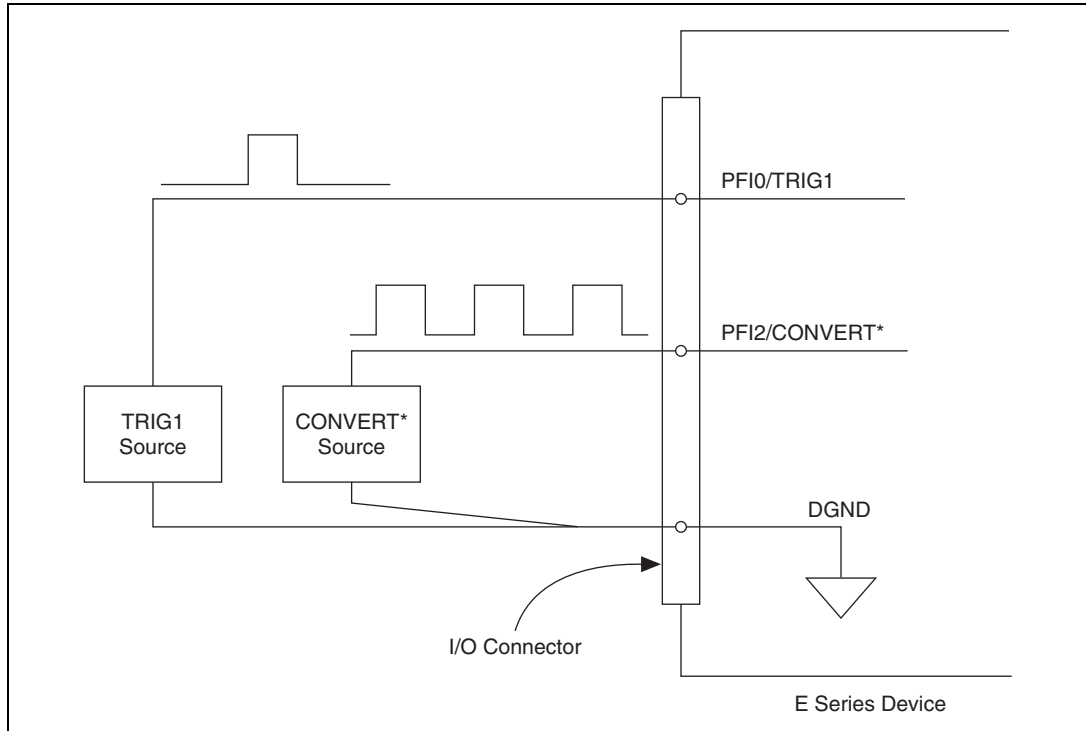 PFI0/TRIG1
PFI2/CONVERT*
TRIG1
Source
CONVERT*
Source
DGND
I/O Connector
E Series Device